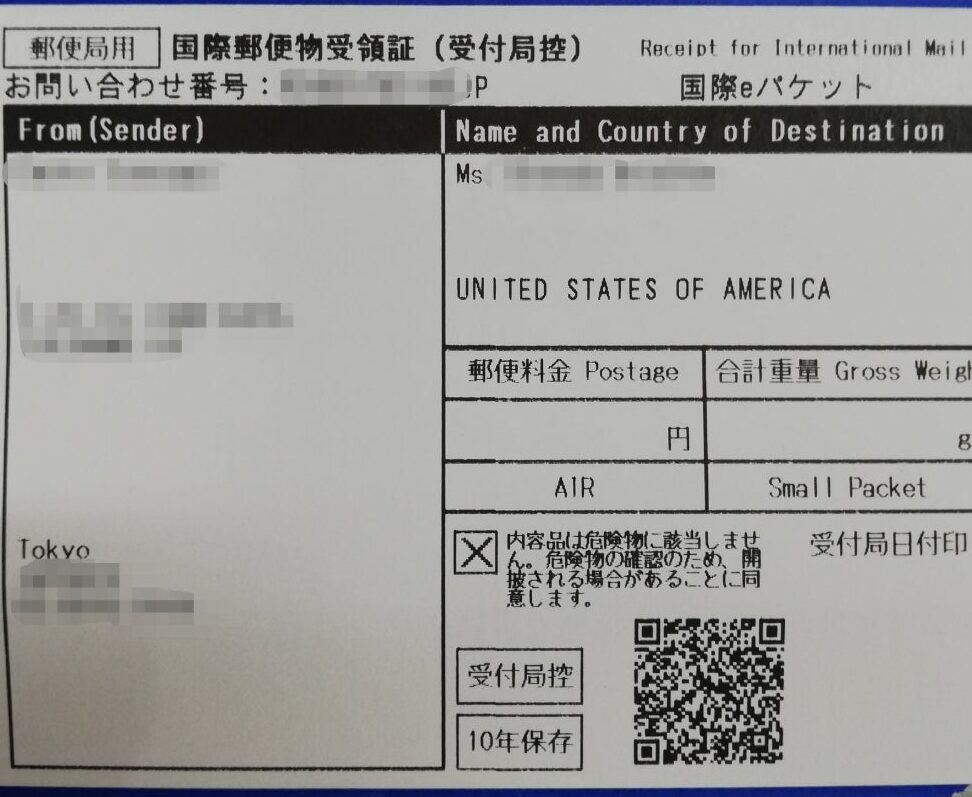 郵便局用 国際郵便物受領証（受付局控） Receipt for International Mail
お問い合わせ番号： P 国際eパケット
From(Sender)
Name and Country of Destination
Ms
UNITED STATES OF AMERICA
郵便料金 Postage
合計重量 Gross
円
g
AIR
Small Packet
Tokyo
内容品は危険物に該当しませ
ん。危険物の確認のため、開
披される場合があることに同
意します。
受付局日付印
受付局控
10年保存